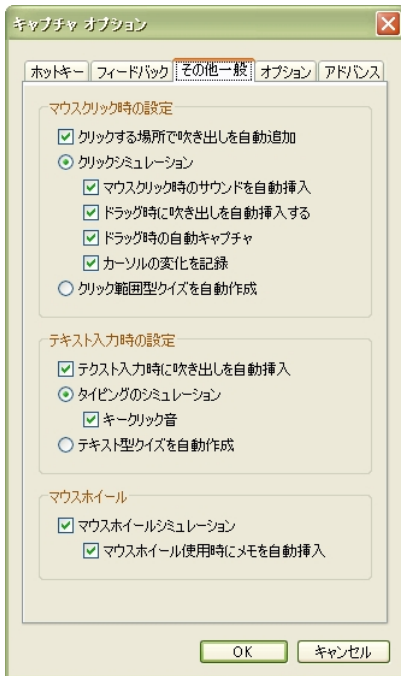 キャプチャ オプション
ホットキー フィードバック その他一般 オプション アドバンス
マウスクリック時の設定
クリックする場所で吹き出しを自動追加
クリックシミュレーション
マウスクリック時のサウンドを自動挿入
ドラッグ時に吹き出しを自動挿入する
ドラッグ時の自動キャプチャ
カーソルの変化を記録
クリック範囲型クイズを自動作成
テキスト入力時の設定
テクスト入力時に吹き出しを自動挿入
タイピングのシミュレーション
キークリック音
テキスト型クイズを自動作成
マウスホイール
マウスホイールシミュレーション
マウスホイール使用時にメモを自動挿入
OK キャンセル